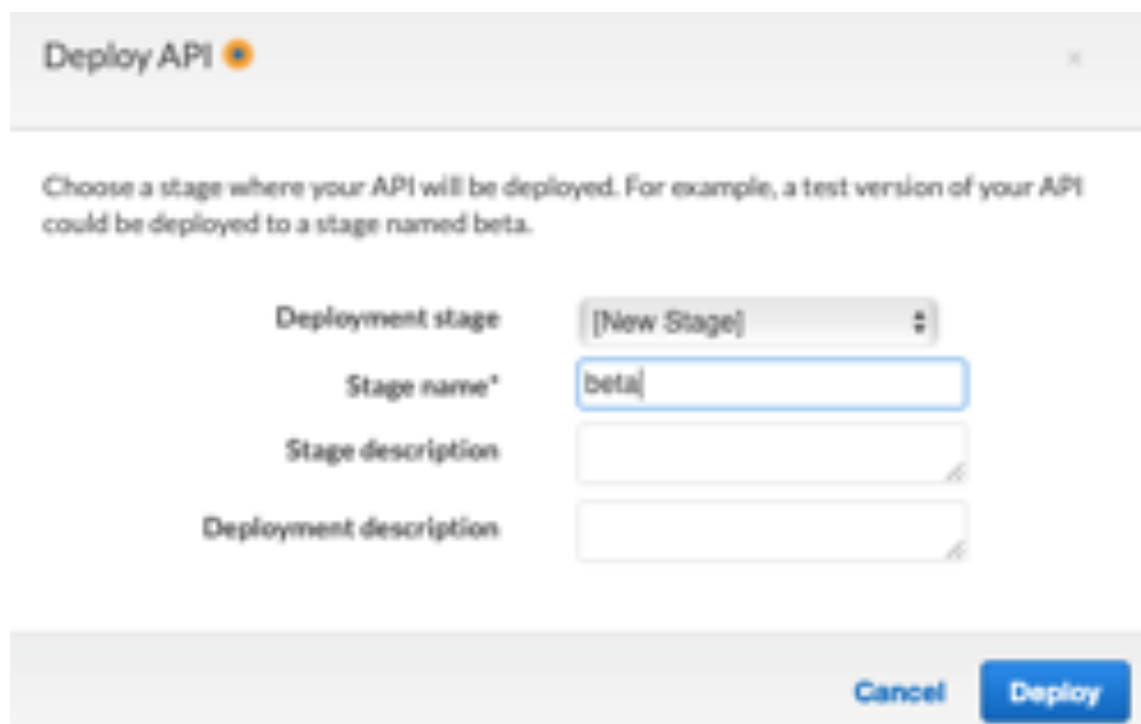 Deploy API
Choose a stage where your API will be deployed. For example, a test version of your API
could be deployed to a stage named beta.
Deployment stage [New Stage]
Stage name* beta
Stage description
Deployment description
Cancel Deploy